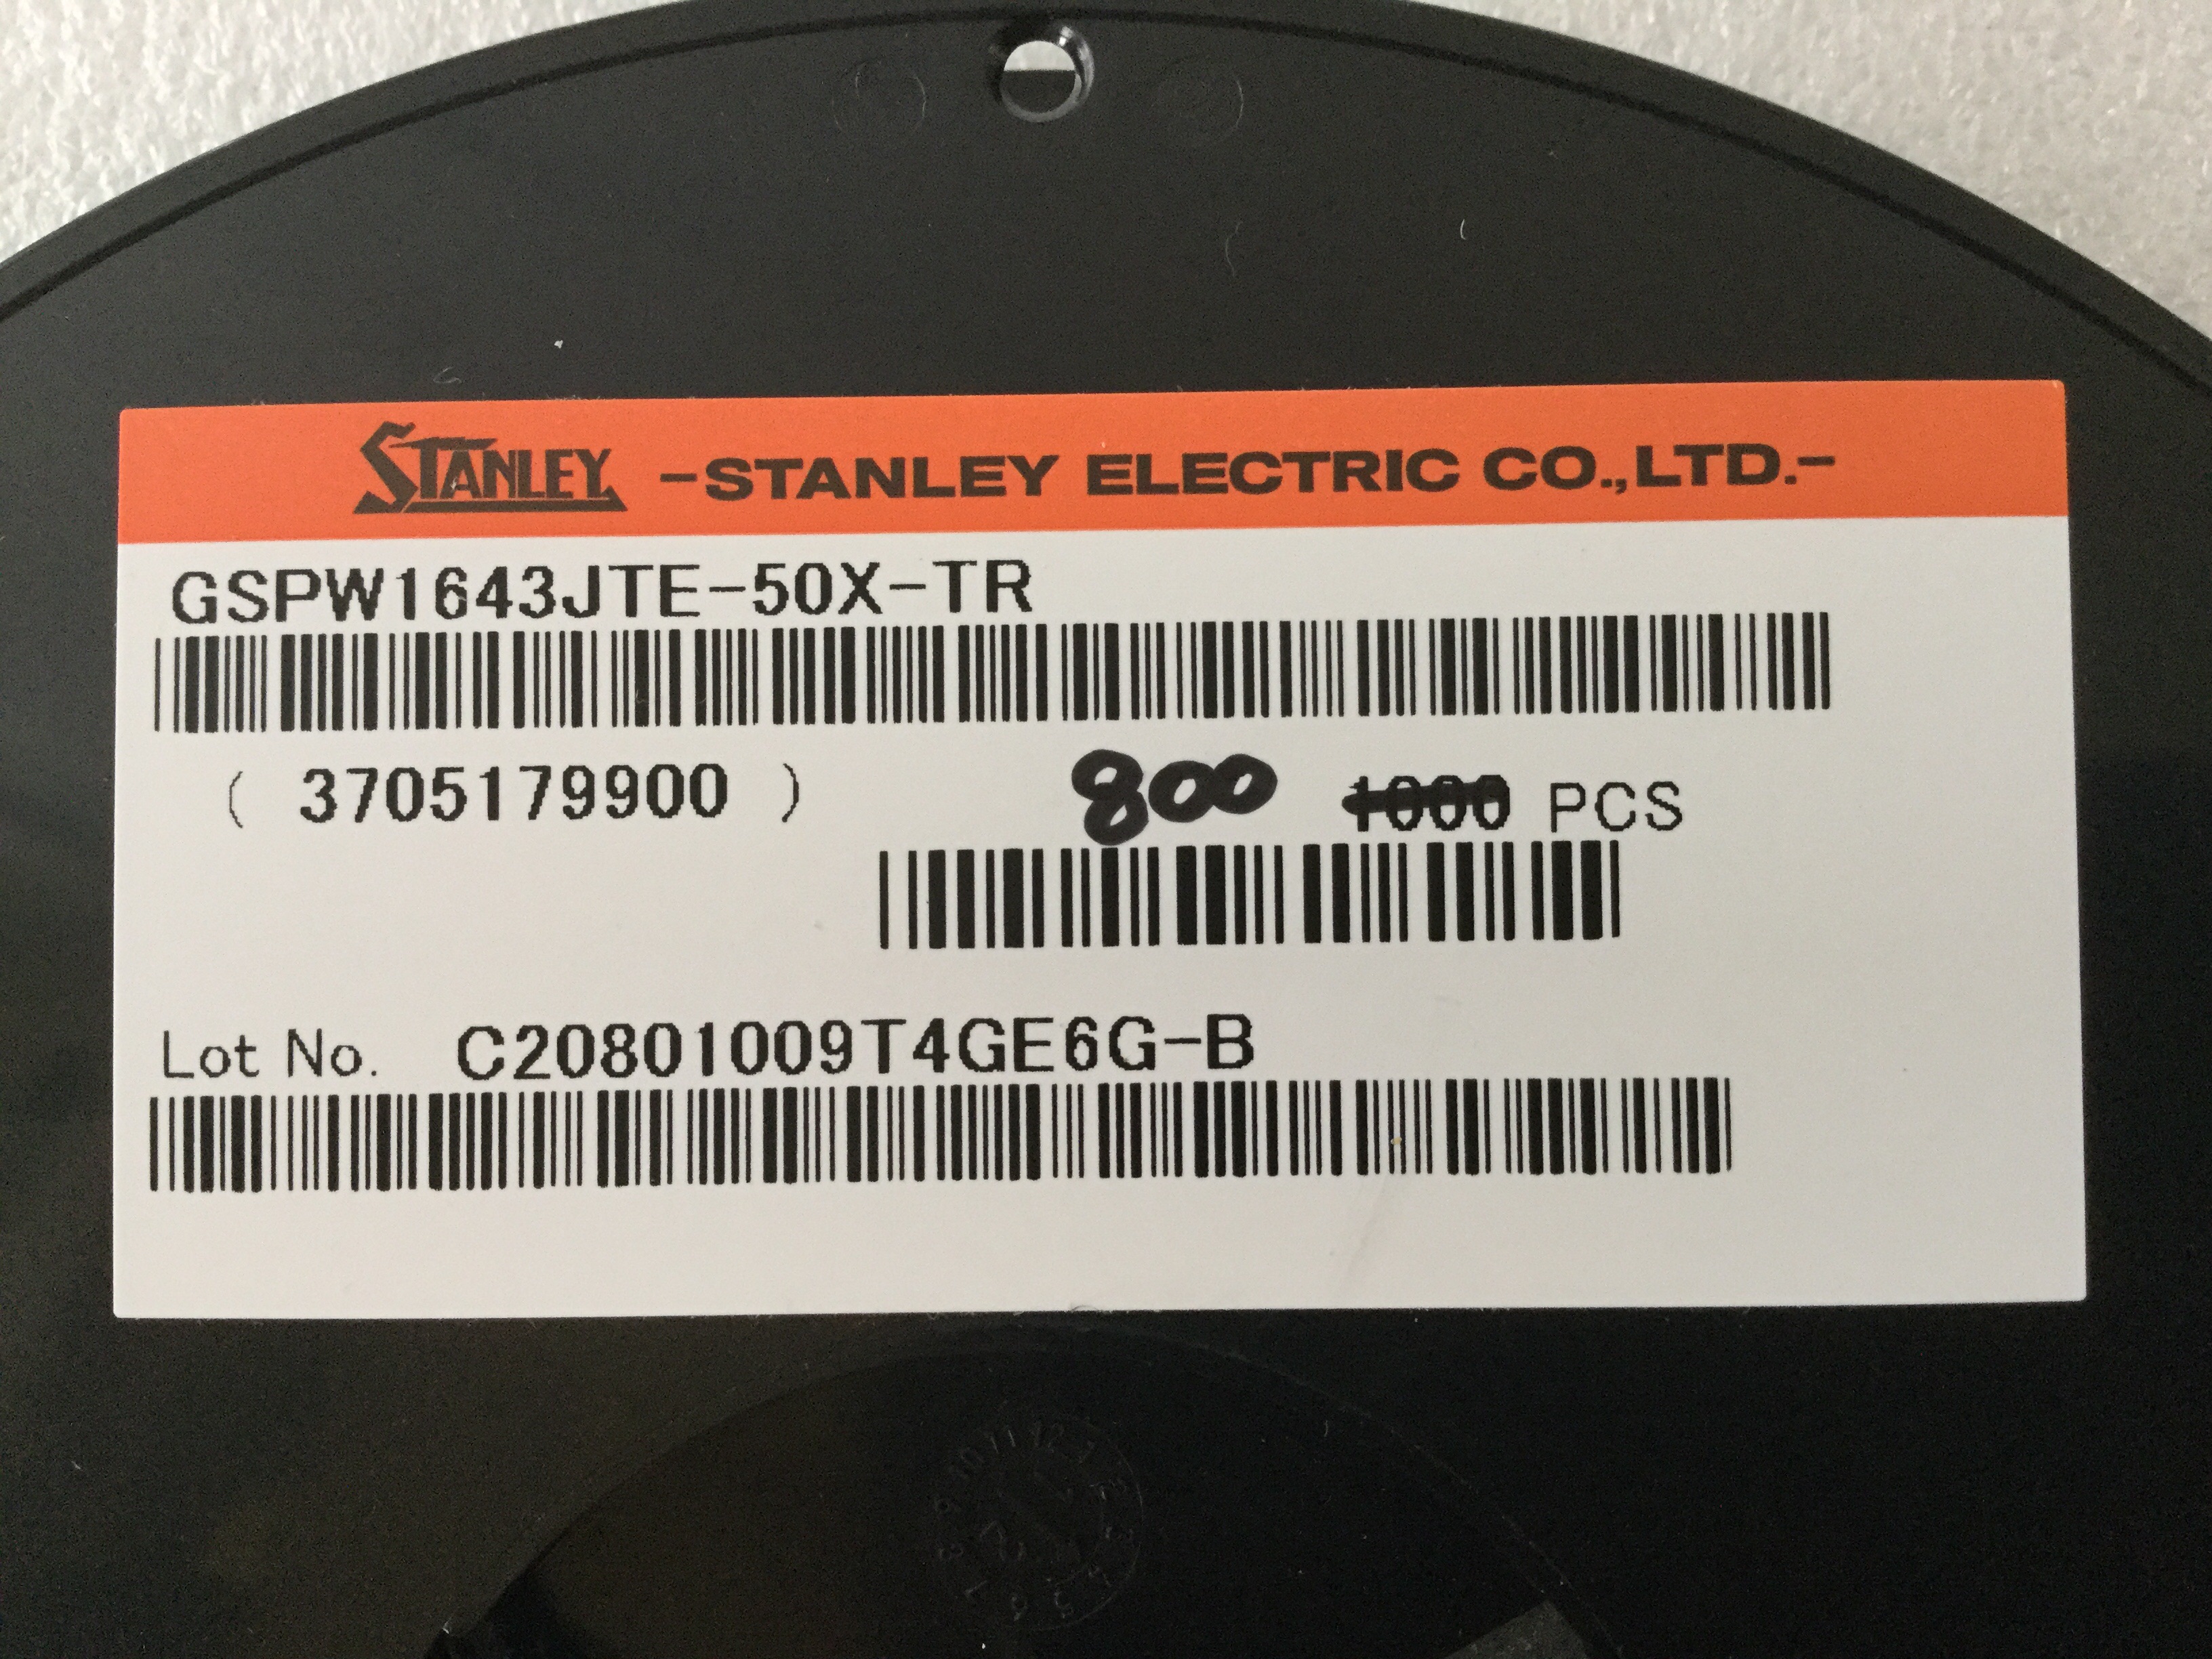 STANLEY -STANLEY ELECTRIC CO.,LTD.-
GSPW1643JTE-50X-TR
( 3705179900 ) 800 1000 PCS
Lot No. C20801009T4GE6G-B